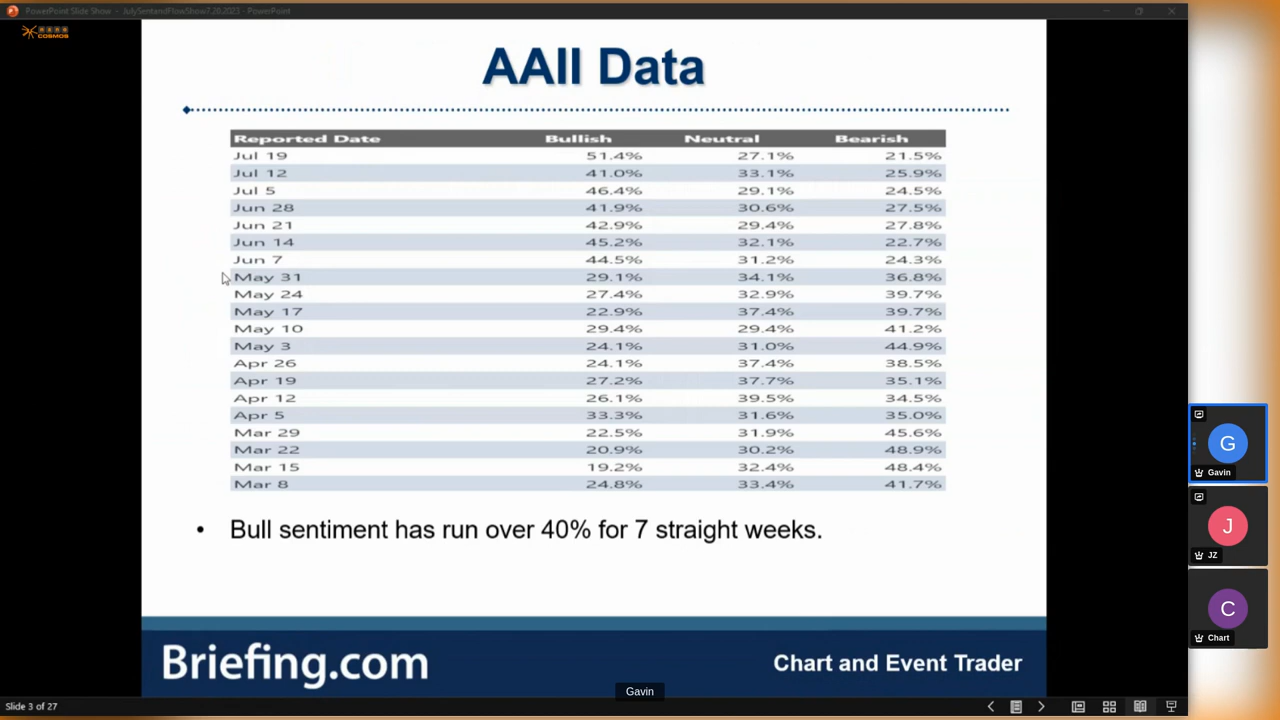 PowerPoint Slide Show - JulySentandFlowShow7.20.2023 - PowerPoint
COSMOS
AAII Data
Reported Date Bullish Neutral Bearish
Jul 19 51.4% 27.1% 21.5%
Jul 12 41.0% 33.1% 25.9%
Jul 5 46.4% 29.1% 24.5%
Jun 28 41.9% 30.6% 27.5%
Jun 21 42.9% 29.4% 27.8%
Jun 14 45.2% 32.1% 22.7%
Jun 7 44.5% 31.2% 24.3%
May 31 29.1% 34.1% 36.8%
May 24 27.4% 32.9% 39.7%
May 17 22.9% 37.4% 39.7%
May 10 29.4% 29.4% 41.2%
May 3 24.1% 31.0% 44.9%
Apr 26 24.1% 37.4% 38.5%
Apr 19 27.2% 37.7% 35.1%
Apr 12 26.1% 39.5% 34.5%
Apr 5 33.3% 31.6% 35.0%
Mar 29 22.5% 31.9% 45.6%
Mar 22 20.9% 30.2% 48.9%
Mar 15 19.2% 32.4% 48.4%
Mar 8 24.8% 33.4% 41.7%
• Bull sentiment has run over 40% for 7 straight weeks.
Briefing.com
Chart and Event Trader
Gavin
Slide 3 of 27
G
Gavin
J
JZ
C
Chart